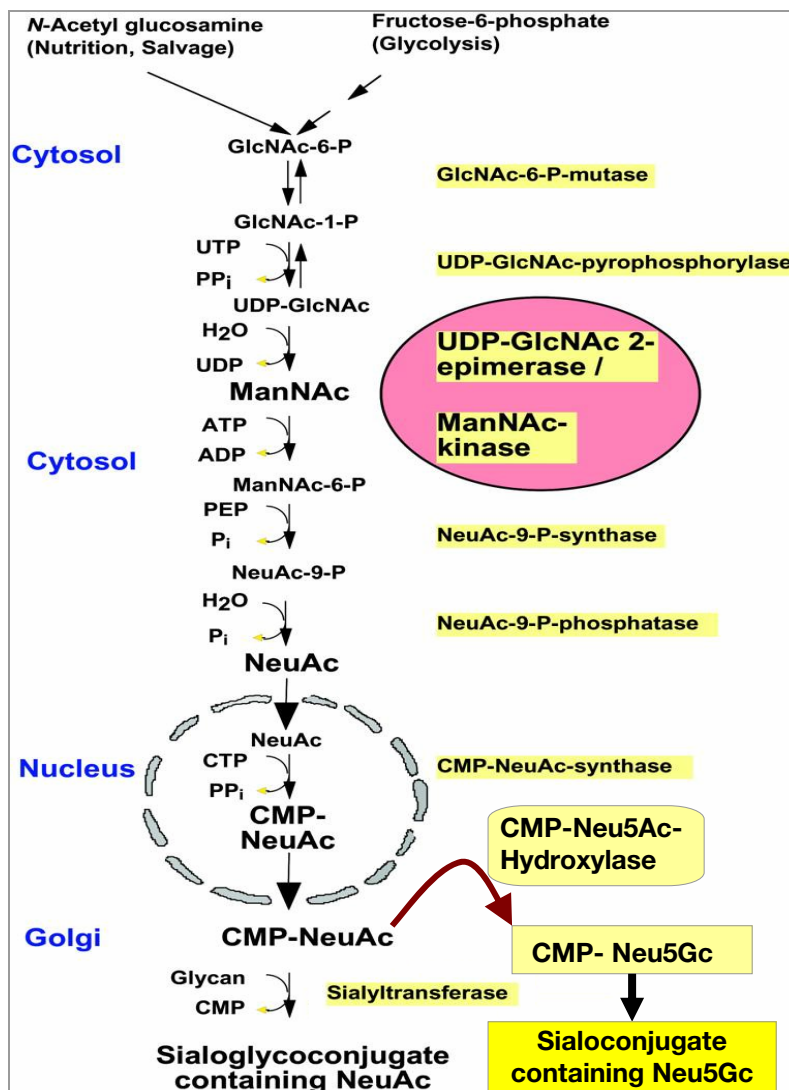 N-Acetyl glucosamine
(Nutrition, Salvage)
Fructose-6-phosphate
(Glycolysis)
Cytosol
GlcNAc-6-P
GlcNAc-6-P-mutase
GlcNAc-1-P
UTP
PPi
UDP-GlcNAc-pyrophosphorylase
UDP-GlcNAc
H2O
UDP
UDP-GlcNAc 2-
epimerase /
ManNAc-
kinase
ManNAc
ATP
ADP
Cytosol
ManNAc-6-P
PEP
Pi
NeuAc-9-P-synthase
NeuAc-9-P
H2O
Pi
NeuAc-9-P-phosphatase
NeuAc
Nucleus
NeuAc
CTP
PPi
CMP-NeuAc-synthase
CMP-
NeuAc
CMP-Neu5Ac-
Hydroxylase
Golgi
CMP-NeuAc
CMP- Neu5Gc
Glycan
CMP
Sialyltransferase
Sialoglycoconjugate
containing NeuAc
Sialoconjugate
containing Neu5Gc